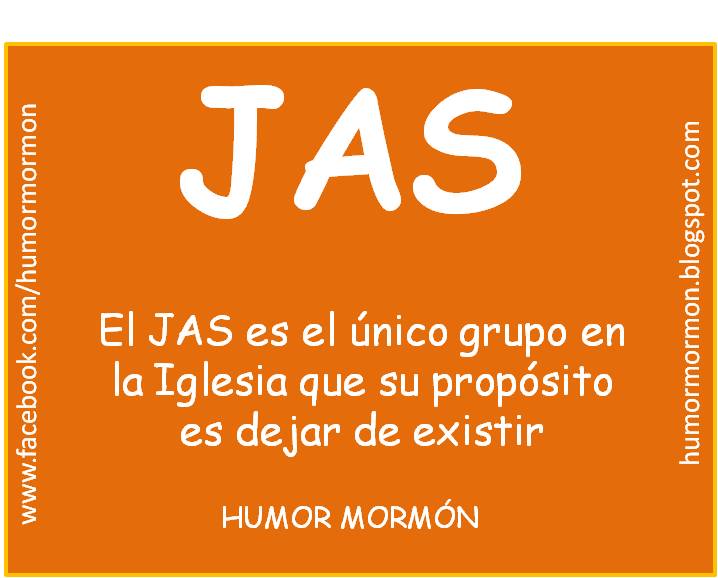 JAS
El JAS es el único grupo en
la Iglesia que su propósito
es dejar de existir
HUMOR MORMÓN
www.facebook.com/humormormon
humormormon.blogspot.com